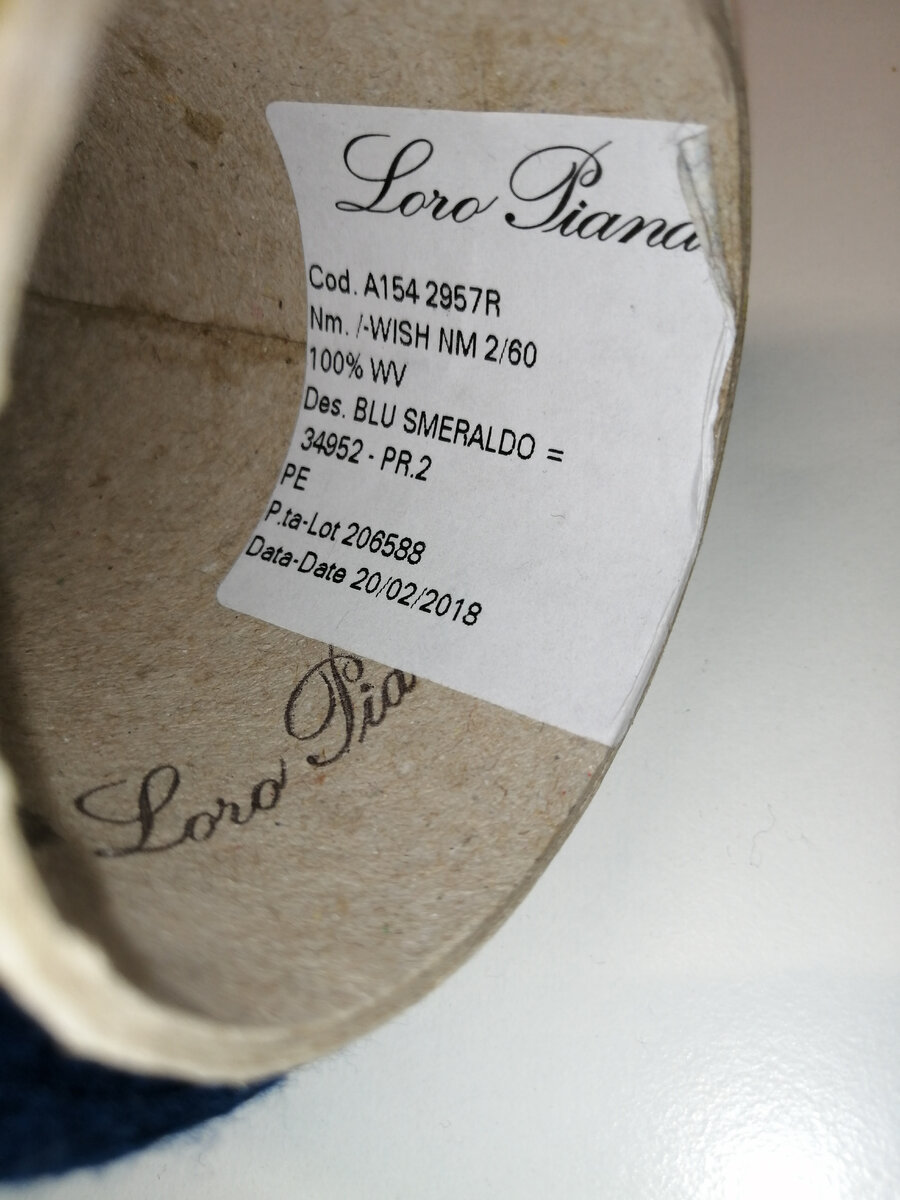 Loro Piana
Cod. A154 2957R
Nm. /-WISH NM 2/60
100% WV
Des. BLU SMERALDO =
34952 - PR.2
PE
P.ta-Lot 206588
Data-Date 20/02/2018
Loro Pia